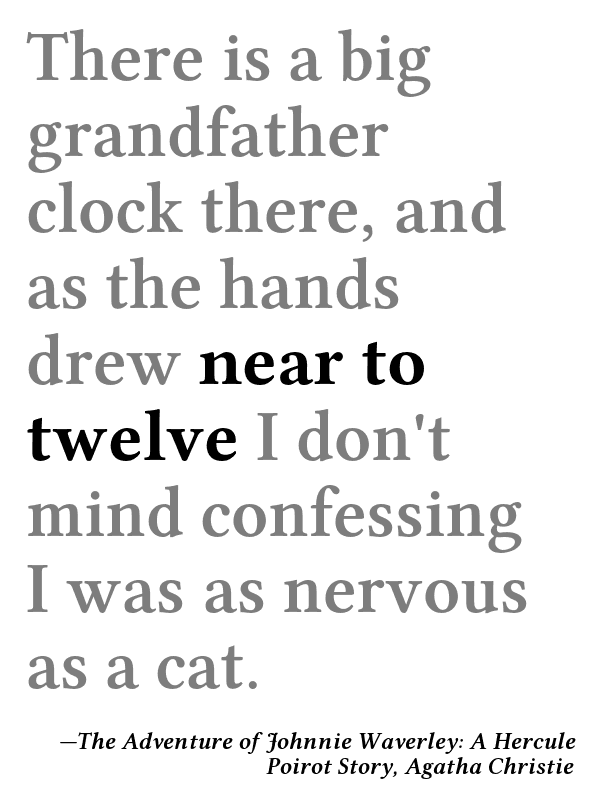 There is a big
grandfather
clock there, and
as the hands
drew near to
twelve I don't
mind confessing
I was as nervous
as a cat.
—The Adventure of Johnnie Waverley: A Hercule
Poirot Story, Agatha Christie